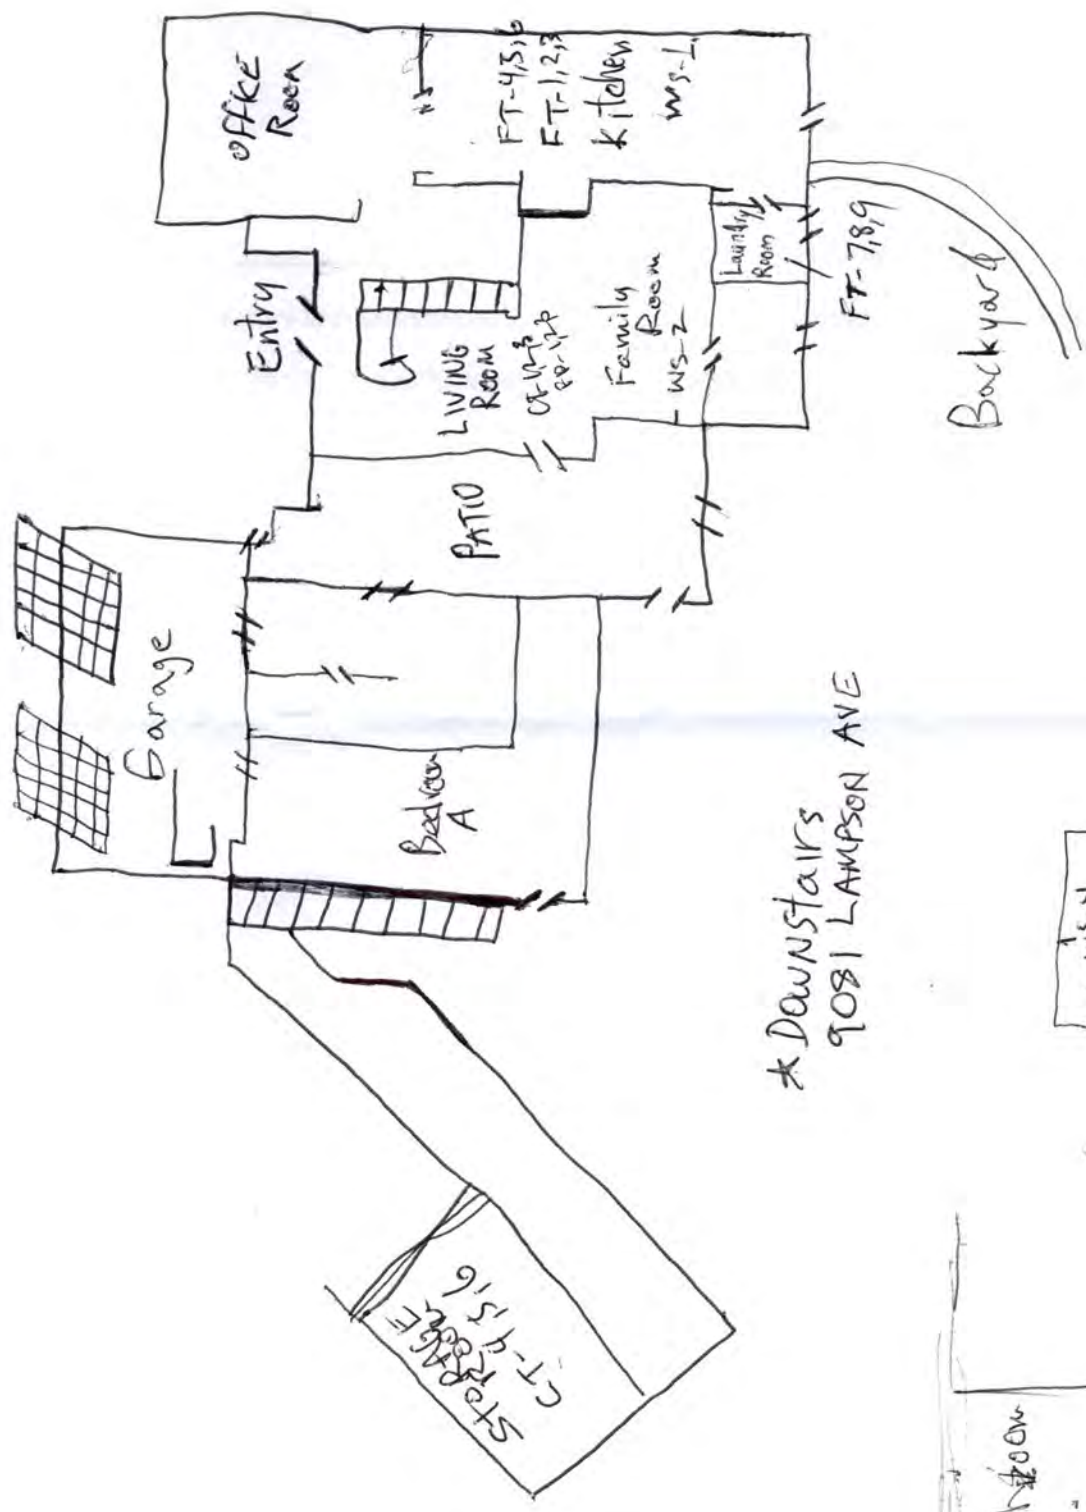 OFFICE
Room
FT-4,5,6
FT-1,2,3
Kitchen
WS-1
Entry
LIVING
ROOM
Family
Room
WS-2
Laundry
Room
FT-7,8,9
Backyard
PATIO
Garage
Bedroom
A
* DOWNStairs
9081 LAMPSON AVE
StoRAGE
ROOM
CT-4,5,6
Room